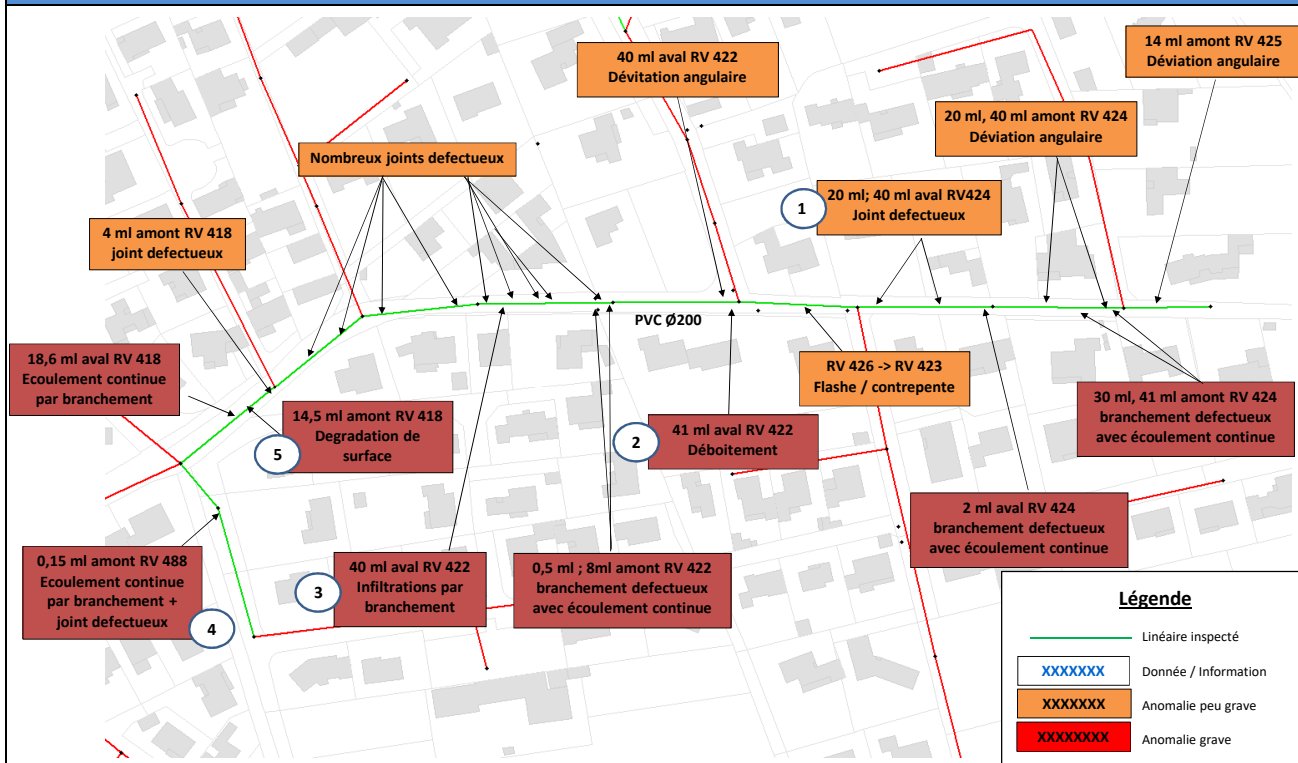 40 ml aval RV 422
Dévitation angulaire
14 ml amont RV 425
Déviation angulaire
20 ml, 40 ml amont RV 424
Déviation angulaire
Nombreux joints defectueux
1
20 ml; 40 ml aval RV424
Joint defectueux
4 ml amont RV 418
joint defectueux
PVC Ø200
18,6 ml aval RV 418
Ecoulement continue
par branchement
RV 426 -> RV 423
Flashe / contrepente
14,5 ml amont RV 418
Degradation de
surface
5
2
41 ml aval RV 422
Déboitement
30 ml, 41 ml amont RV 424
branchement defectueux
avec écoulement continue
2 ml aval RV 424
branchement defectueux
avec écoulement continue
0,15 ml amont RV 488
Ecoulement continue
par branchement +
joint defectueux
4
3
40 ml aval RV 422
Infiltrations par
branchement
0,5 ml ; 8ml amont RV 422
branchement defectueux
avec écoulement continue
Légende
Linéaire inspecté
XXXXXXX
Donnée / Information
XXXXXXX
Anomalie peu grave
XXXXXXXX
Anomalie grave